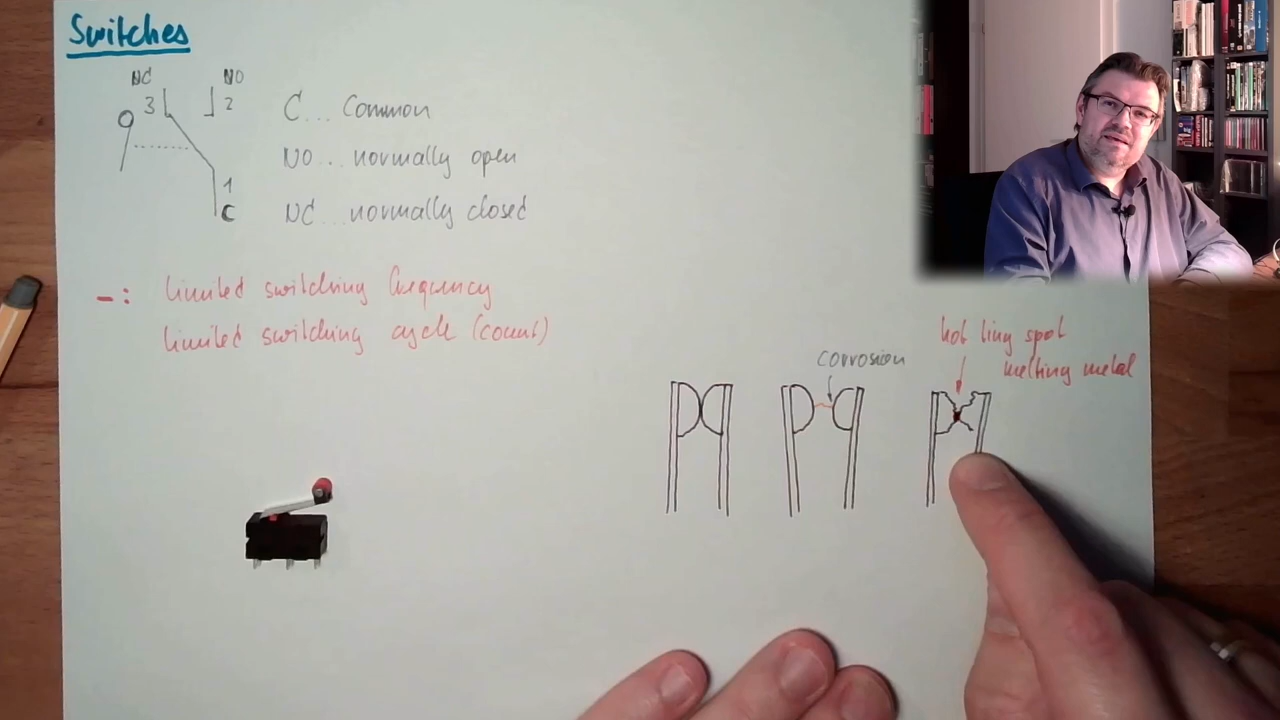 Switches
NC NO
3 2
1
C
C ... Common
NO ... normally open
NC ... normally closed
- : limited switching frequency
limited switching cycle (count)
corrosion
hot tiny spot
melting metal